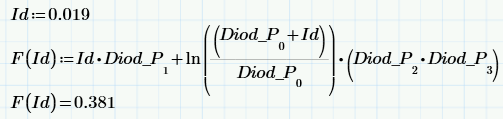 Id:=0.019
F(Id):=Id•Diod_P₁+ln((Diod_P₀+Id)/Diod_P₀)•(Diod_P₂•Diod_P₃)
F(Id)=0.381